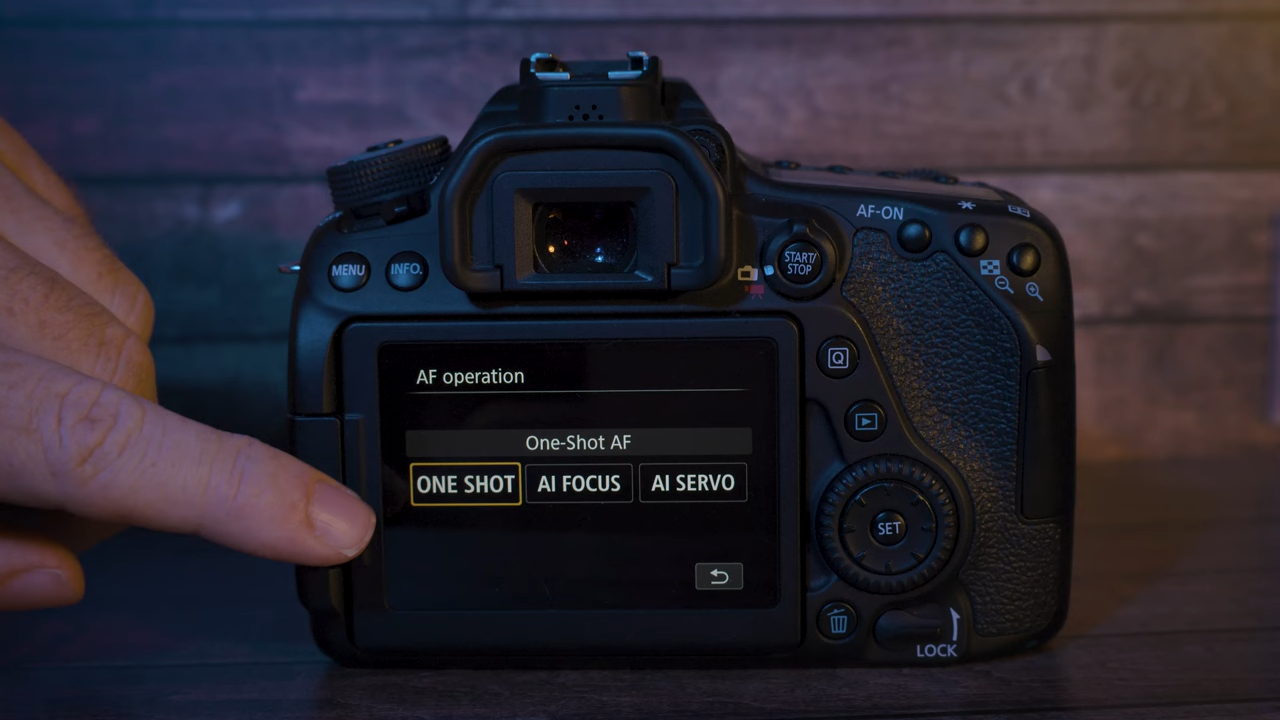 AF-ON
START/
STOP
MENU
INFO.
Q
AF operation
One-Shot AF
ONE SHOT
AI FOCUS
AI SERVO
SET
LOCK